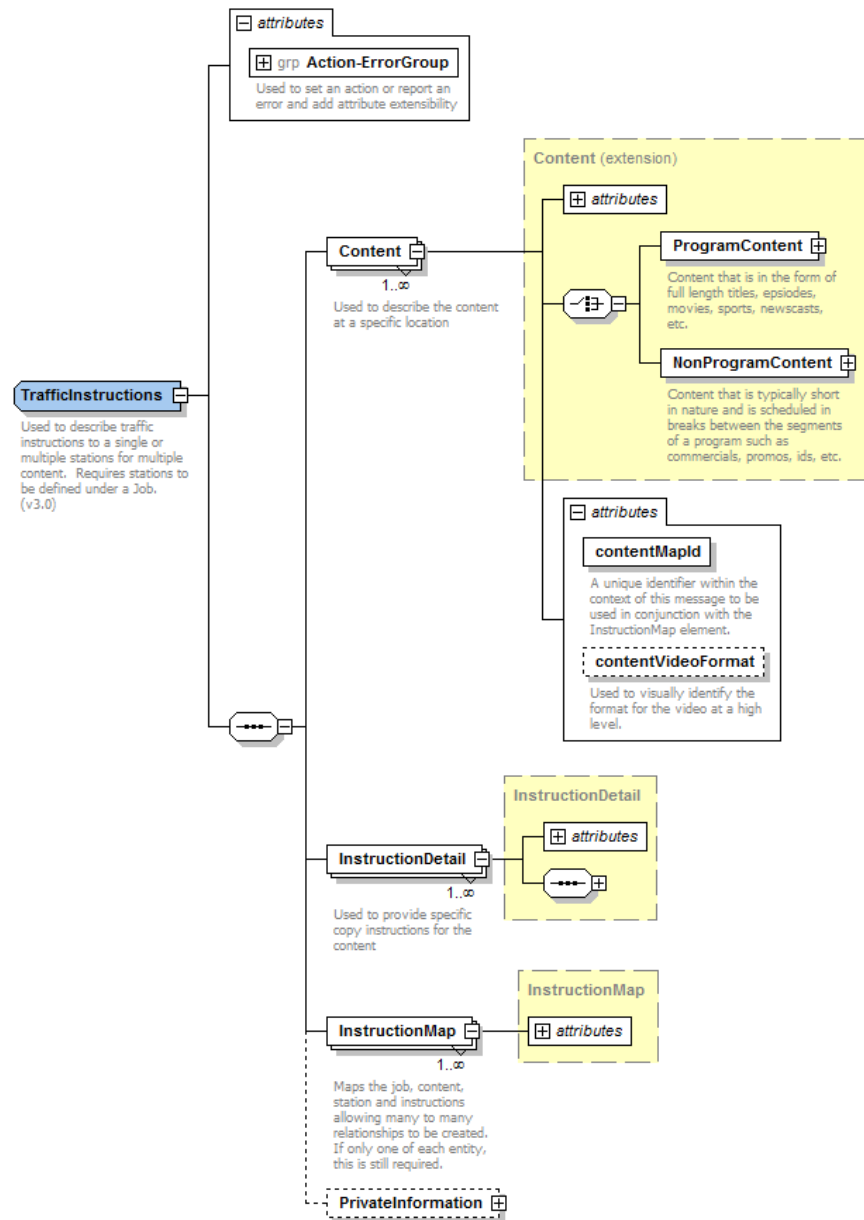 attributes
grp Action-ErrorGroup
Used to set an action or report an
error and add attribute extensibility
Content (extension)
attributes
Content
1..∞
Used to describe the content
at a specific location
ProgramContent
Content that is in the form of
full length titles, epsiodes,
movies, sports, newscasts,
etc.
NonProgramContent
Content that is typically short
in nature and is scheduled in
breaks between the segments
of a program such as
commercials, promos, ids, etc.
TrafficInstructions
Used to describe traffic
instructions to a single or
multiple stations for multiple
content. Requires stations to
be defined under a Job.
(v3.0)
attributes
contentMapId
A unique identifier within the
context of this message to be
used in conjunction with the
InstructionMap element.
contentVideoFormat
Used to visually identify the
format for the video at a high
level.
InstructionDetail
attributes
InstructionDetail
1..∞
Used to provide specific
copy instructions for the
content
InstructionMap
attributes
InstructionMap
1..∞
Maps the job, content,
station and instructions
allowing many to many
relationships to be created.
If only one of each entity,
this is still required.
PrivateInformation